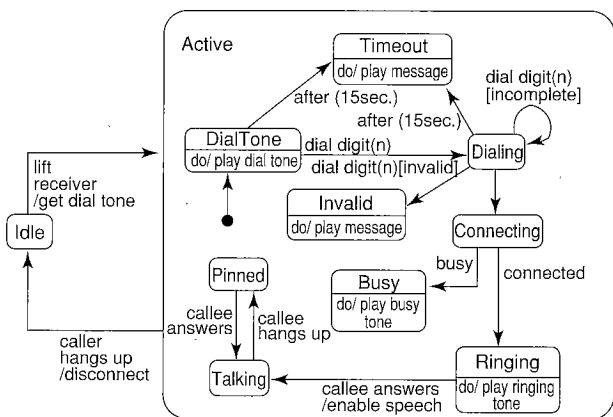 Active
Timeout
do/ play message
dial digit(n)
[incomplete]
after (15sec.)
after (15sec.)
DialTone
do/ play dial tone
dial digit(n)
dial digit(n)[invalid]
Dialing
lift
receiver
/get dial tone
Invalid
do/ play message
Idle
Connecting
Pinned
busy
connected
Busy
do/ play busy
tone
callee
answers
callee
hangs up
caller
hangs up
/disconnect
Talking
callee answers
/enable speech
Ringing
do/ play ringing
tone